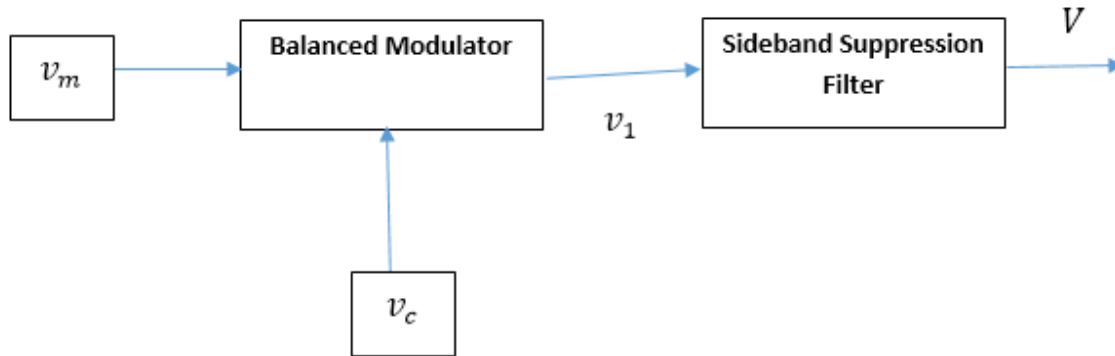 v_m
Balanced Modulator
v_1
Sideband Suppression
Filter
V
v_c